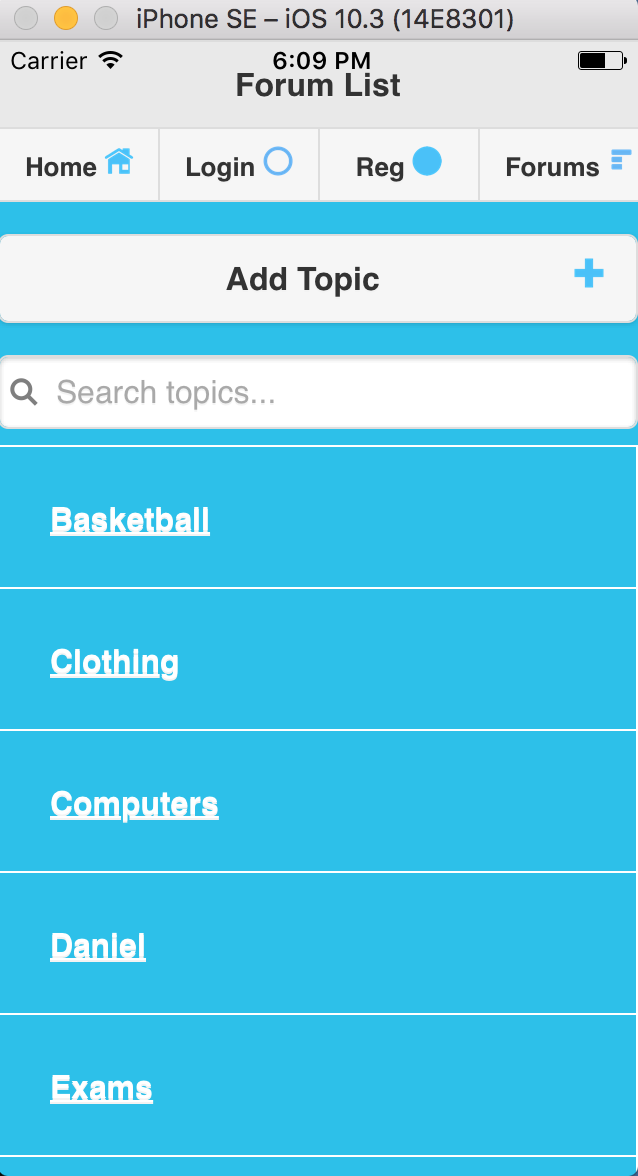 iPhone SE – iOS 10.3 (14E8301)
Carrier 6:09 PM
Forum List
Home Login Reg Forums
Add Topic
Search topics...
Basketball
Clothing
Computers
Daniel
Exams